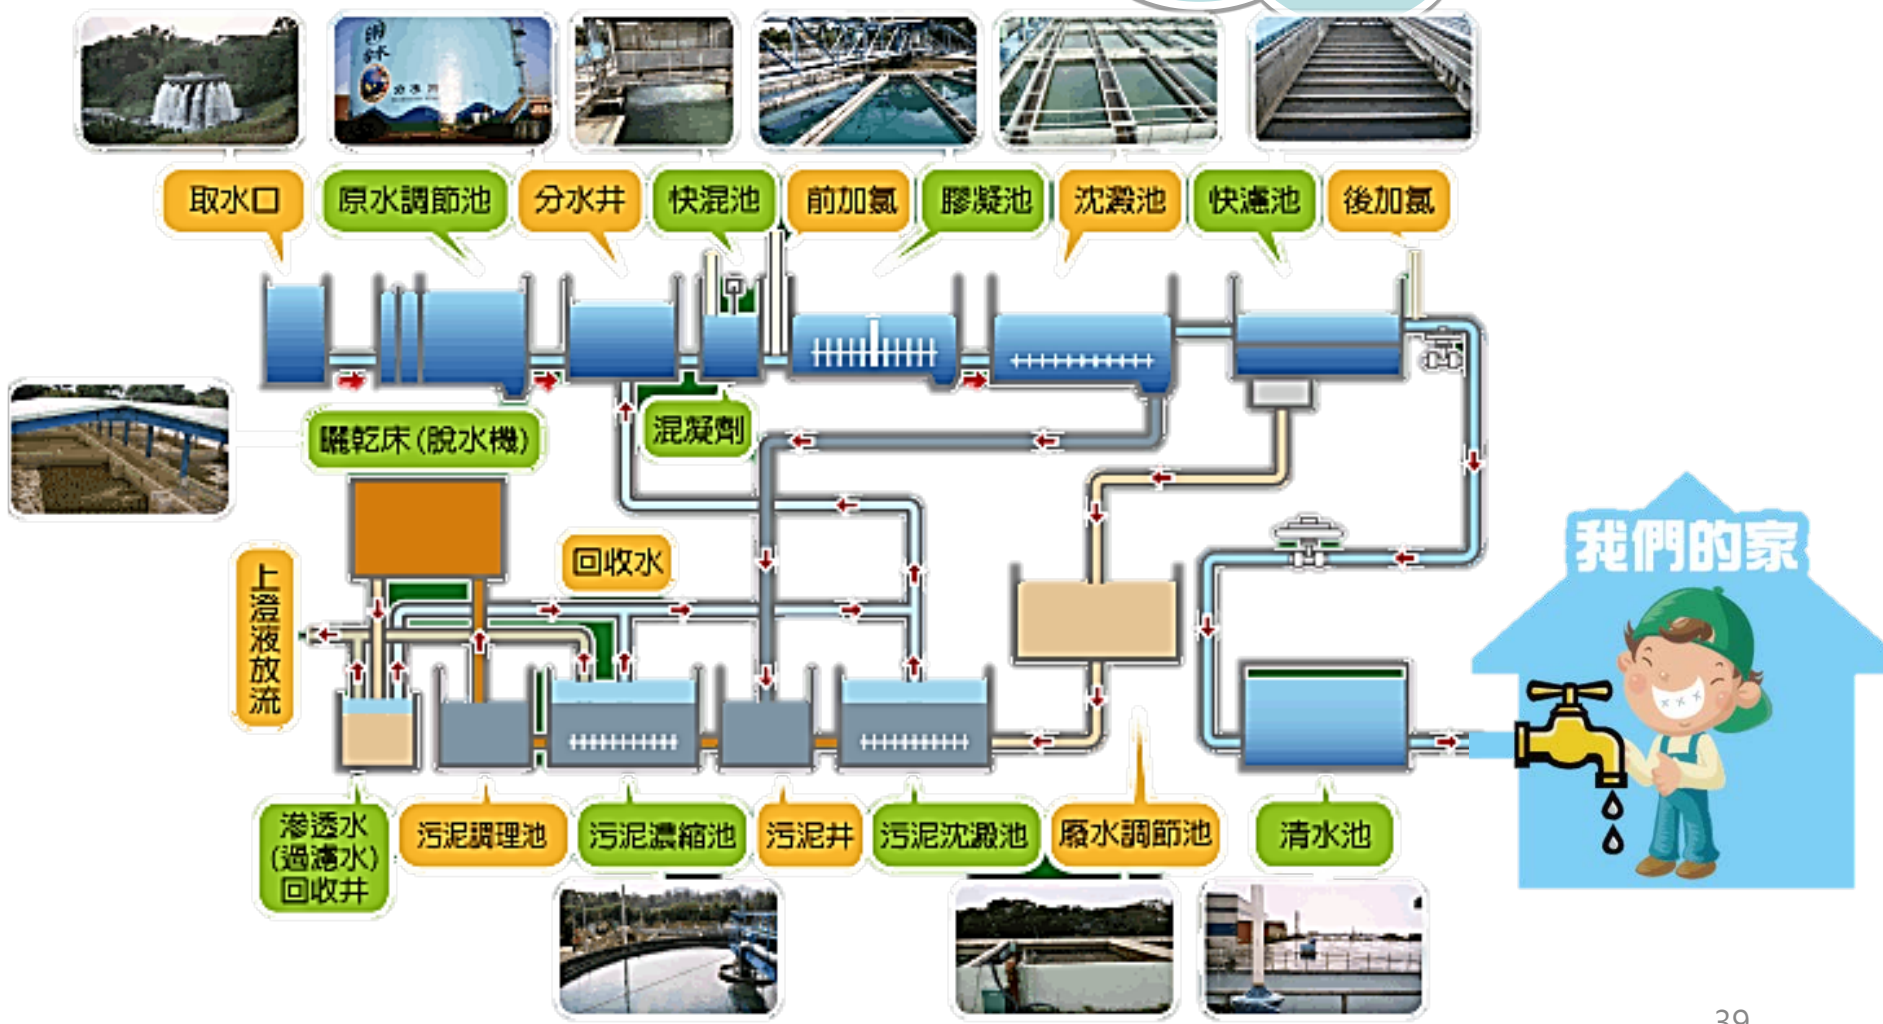 取水口
原水調節池
分水井
快混池
前加氯
膠凝池
沈澱池
快濾池
後加氯
曬乾床(脫水機)
混凝劑
回收水
上澄液放流
我們的家
滲透水
(過濾水)
回收井
污泥調理池
污泥濃縮池
污泥井
污泥沈澱池
廢水調節池
清水池
39